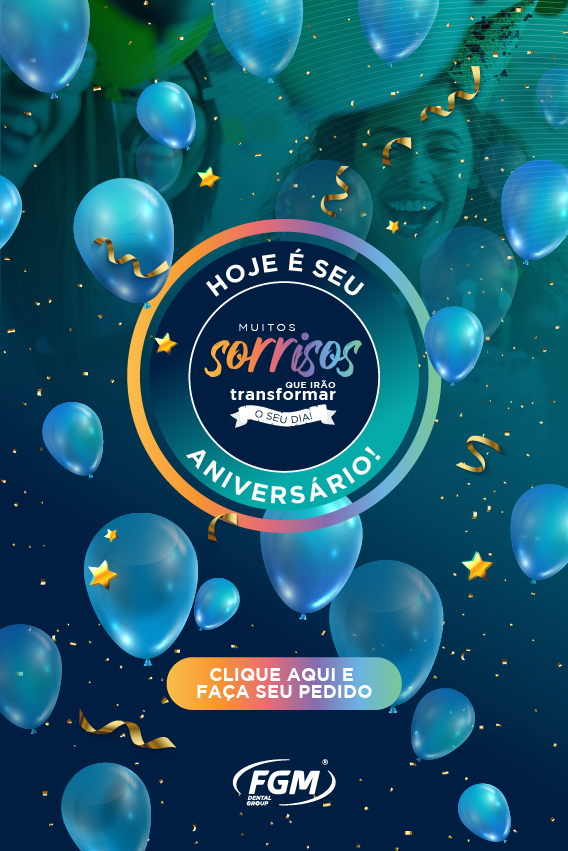 HOJE É SEU
MUITOS
sorrisos
QUE IRÃO
transformar
O SEU DIA!
ANIVERSÁRIO!
CLIQUE AQUI E
FAÇA SEU PEDIDO
FGM®
DENTAL
GROUP